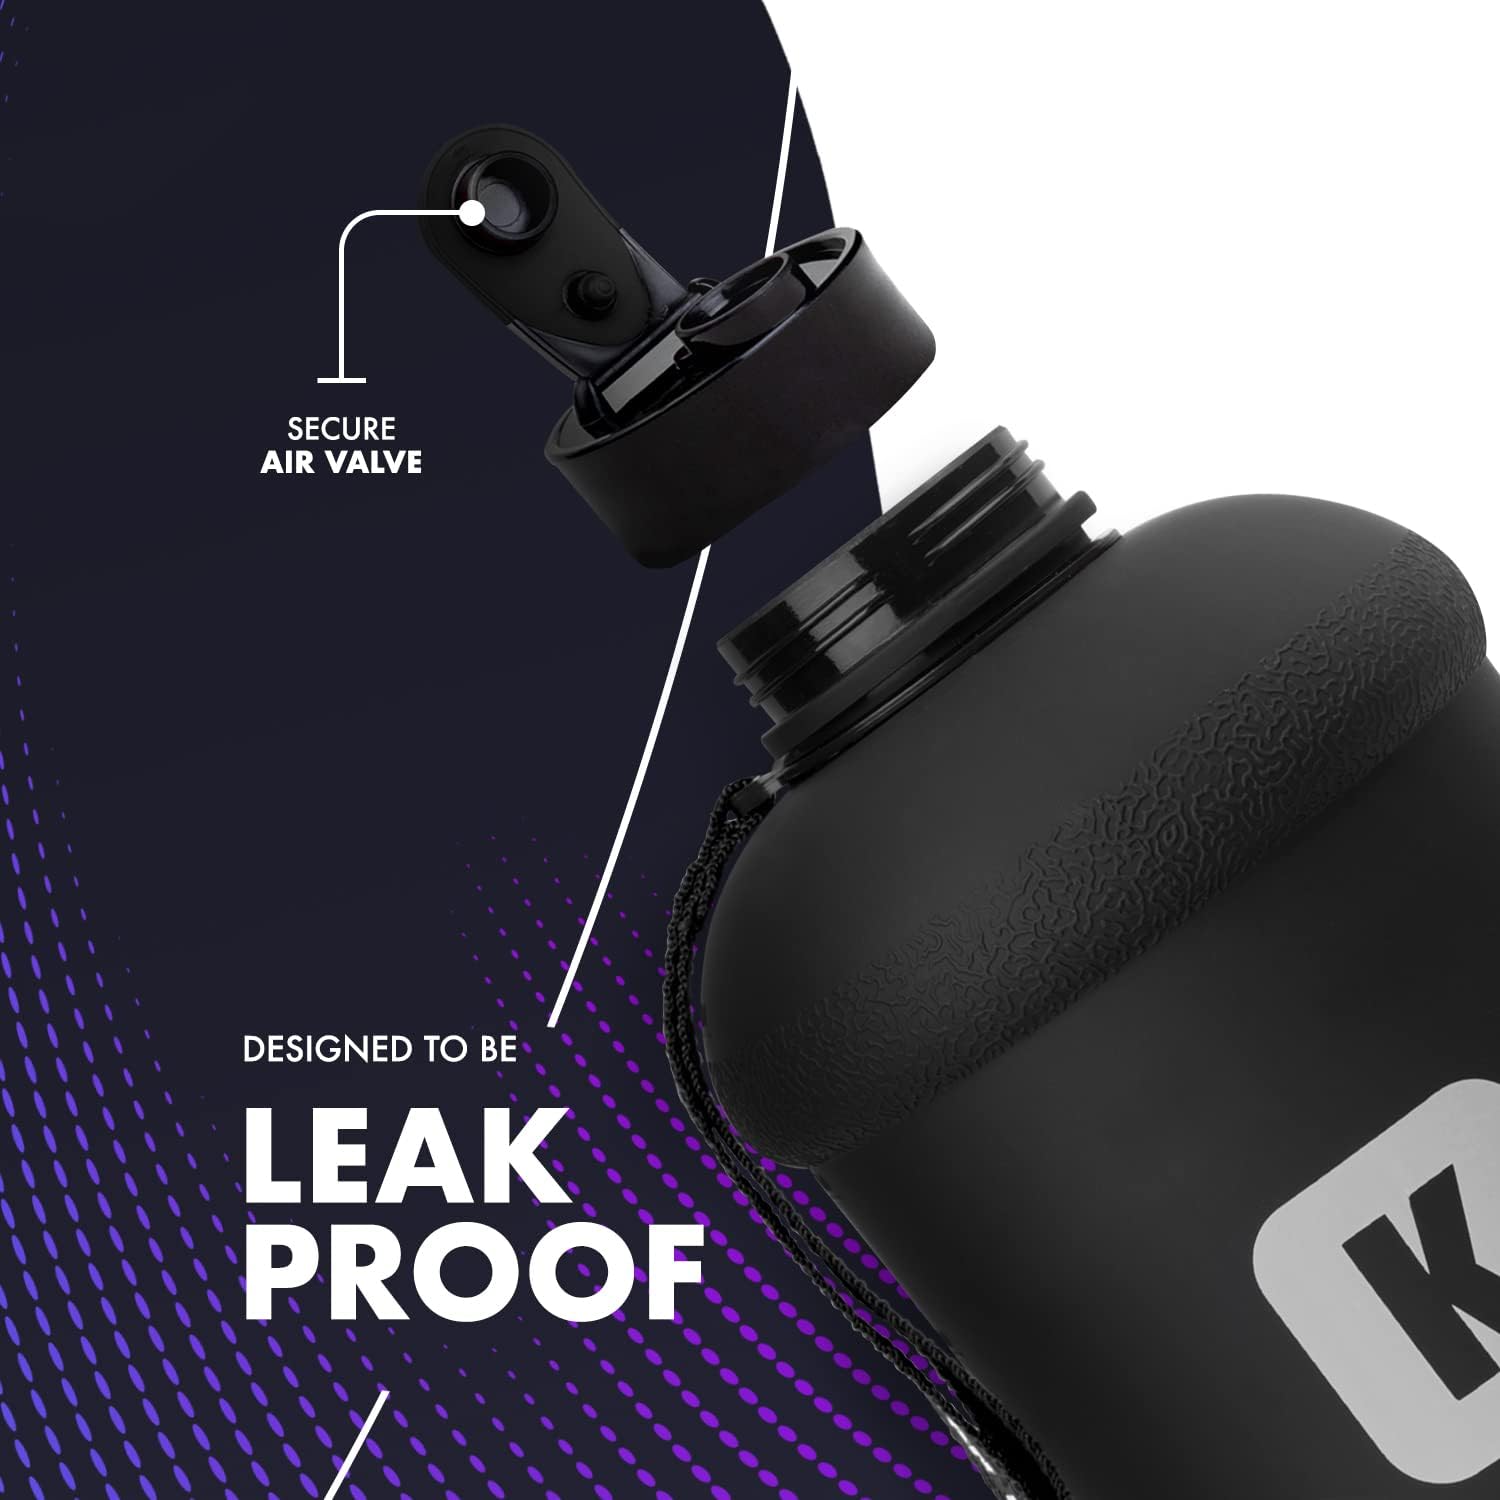 SECURE
AIR VALVE
DESIGNED TO BE
LEAK
PROOF
K